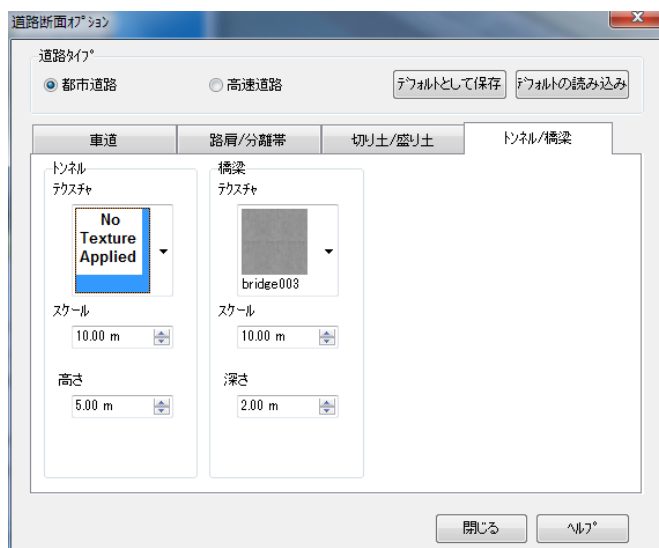 道路断面ｵﾌﾟｼｮﾝ
道路ﾀｲﾌﾟ
都市道路
高速道路
ﾃﾞﾌｫﾙﾄとして保存
ﾃﾞﾌｫﾙﾄの読み込み
車道
路肩/分離帯
切り土/盛り土
ﾄﾝﾈﾙ/橋梁
ﾄﾝﾈﾙ
ﾃｸｽﾁｬ
No
Texture
Applied
ｽｹｰﾙ
10.00 m
高さ
5.00 m
橋梁
ﾃｸｽﾁｬ
bridge003
ｽｹｰﾙ
10.00 m
深さ
2.00 m
閉じる
ﾍﾙﾌﾟ